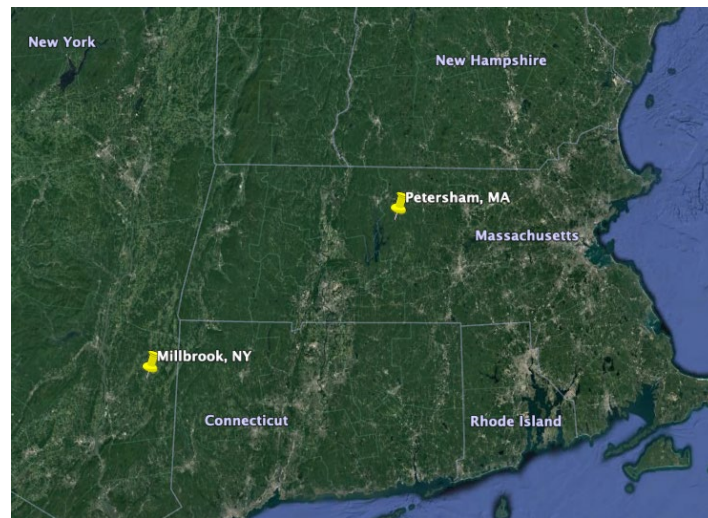 New York
New Hampshire
Petersham, MA
Massachusetts
Millbrook, NY
Connecticut
Rhode Island